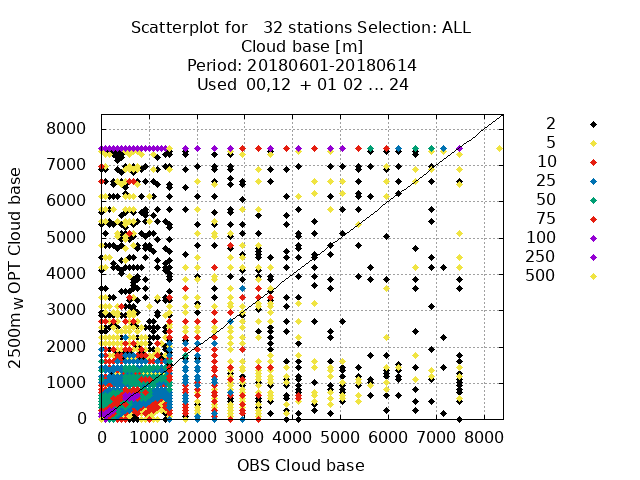 Scatterplot for   32 stations Selection: ALL
Cloud base [m]
Period: 20180601-20180614
Used  00,12  + 01 02 ... 24
2500m_W OPT Cloud base
8000
7000
6000
5000
4000
3000
2000
1000
0
0 1000 2000 3000 4000 5000 6000 7000 8000
OBS Cloud base
2
5
10
25
50
75
100
250
500